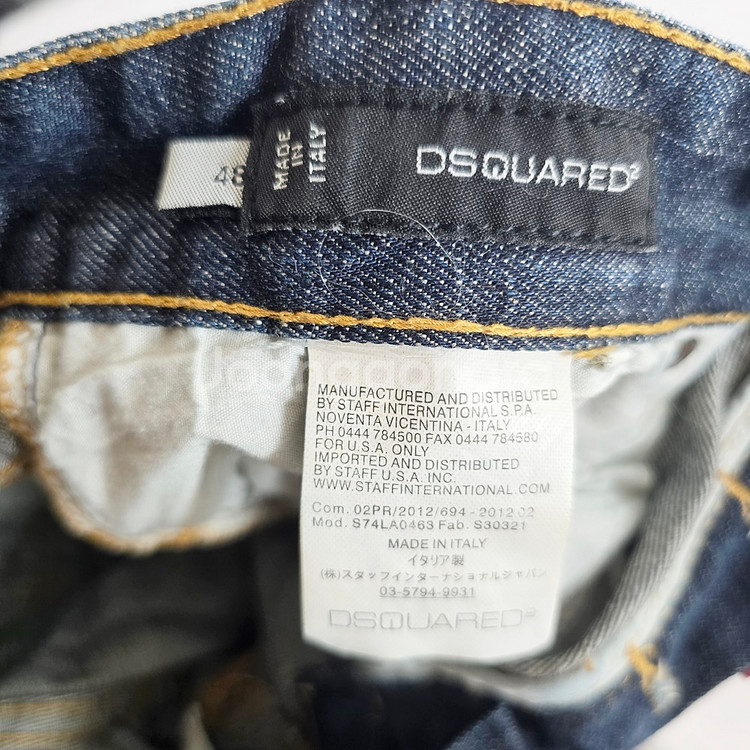 48
MADE
IN
ITALY
DSQUARED²
MANUFACTURED AND DISTRIBUTED
BY STAFF INTERNATIONAL S.P.A.
NOVENTA VICENTINA - ITALY
PH 0444 784500 FAX 0444 784580
FOR U.S.A. ONLY
IMPORTED AND DISTRIBUTED
BY STAFF U.S.A. INC.
WWW.STAFFINTERNATIONAL.COM
Com. 02PR/2012/694 - 2012 02
Mod. S74LA0463 Fab. S30321
MADE IN ITALY
イタリア製
(株)スタッフインターナショナルジャパン
03-5794-9931
DSQUARED²